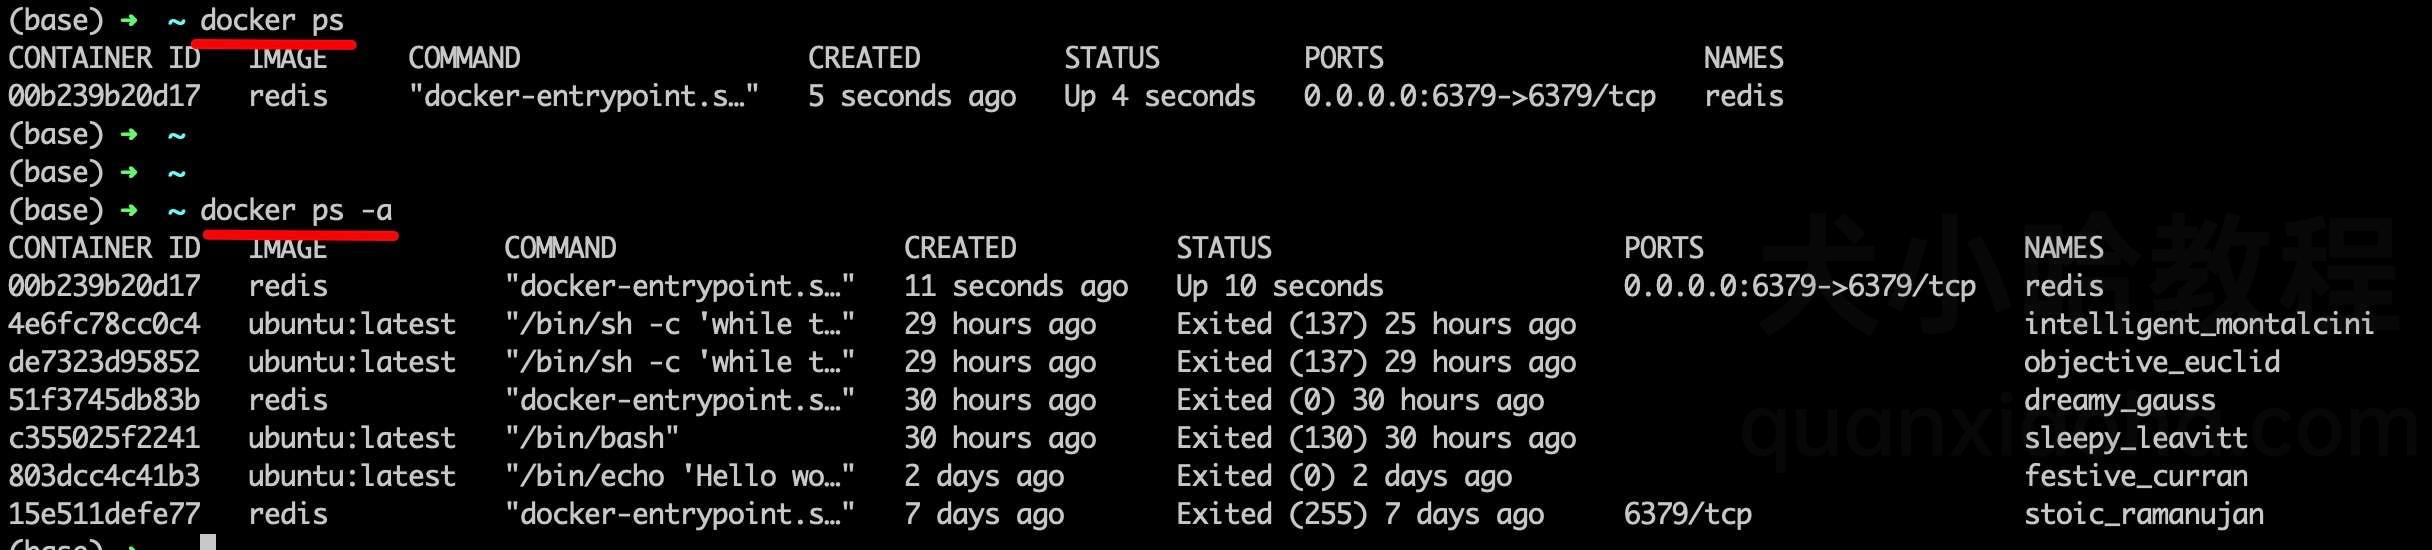 (base) ➜ ~ docker ps
CONTAINER ID IMAGE COMMAND CREATED STATUS PORTS NAMES
00b239b20d17 redis "docker-entrypoint.s…" 5 seconds ago Up 4 seconds 0.0.0.0:6379->6379/tcp redis
(base) ➜ ~
(base) ➜ ~
(base) ➜ ~ docker ps -a
CONTAINER ID IMAGE COMMAND CREATED STATUS PORTS NAMES
00b239b20d17 redis "docker-entrypoint.s…" 11 seconds ago Up 10 seconds 0.0.0.0:6379->6379/tcp redis
4e6fc78cc0c4 ubuntu:latest "/bin/sh -c 'while t…" 29 hours ago Exited (137) 25 hours ago intelligent_montalcini
de7323d95852 ubuntu:latest "/bin/sh -c 'while t…" 29 hours ago Exited (137) 29 hours ago objective_euclid
51f3745db83b redis "docker-entrypoint.s…" 30 hours ago Exited (0) 30 hours ago dreamy_gauss
c355025f2241 ubuntu:latest "/bin/bash" 30 hours ago Exited (130) 30 hours ago sleepy_leavitt
803dcc4c41b3 ubuntu:latest "/bin/echo 'Hello wo…" 2 days ago Exited (0) 2 days ago festive_curran
15e511defe77 redis "docker-entrypoint.s…" 7 days ago Exited (255) 7 days ago 6379/tcp stoic_ramanujan
(base) ➜
犬小哈教程